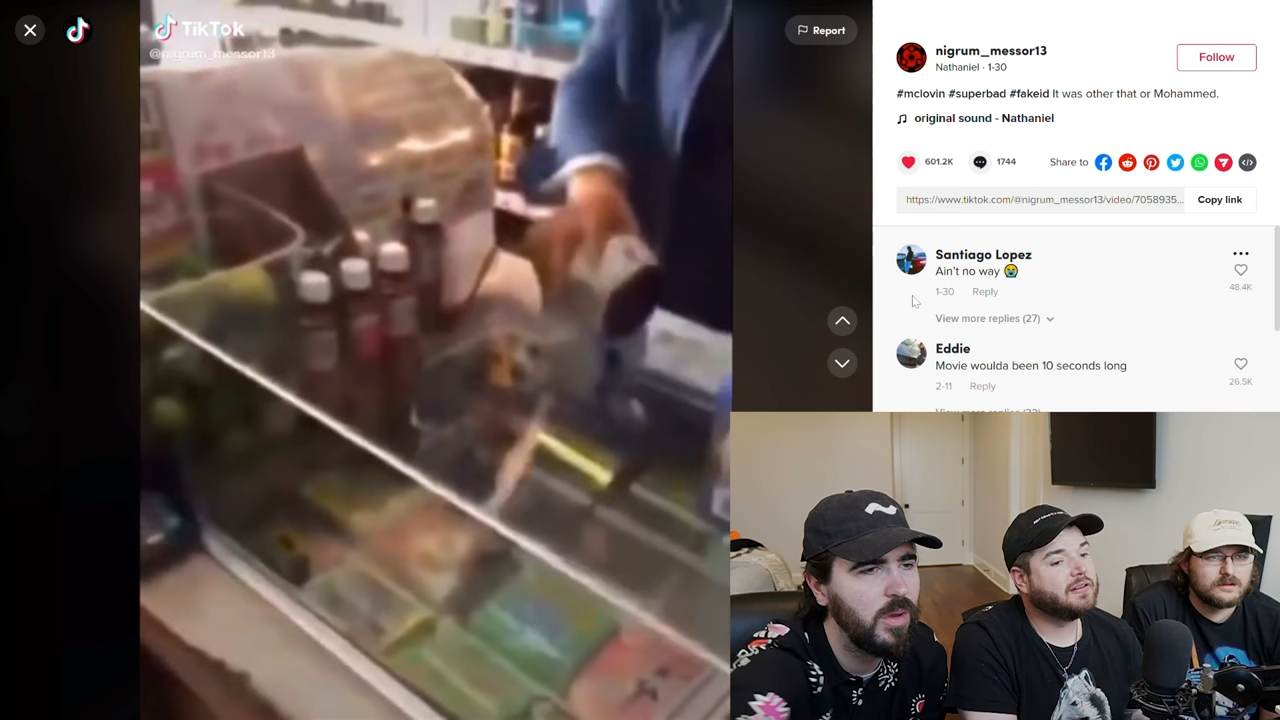 TikTok
@nigrum_messor13
Report
nigrum_messor13
Nathaniel · 1-30
Follow
#mclovin #superbad #fakeid It was other that or Mohammed.
original sound - Nathaniel
601.2K
1744
Share to
https://www.tiktok.com/@nigrum_messor13/video/7058935...
Copy link
Santiago Lopez
Ain't no way 😭
1-30 Reply
48.4K
View more replies (27)
Eddie
Movie woulda been 10 seconds long
2-11 Reply
26.5K